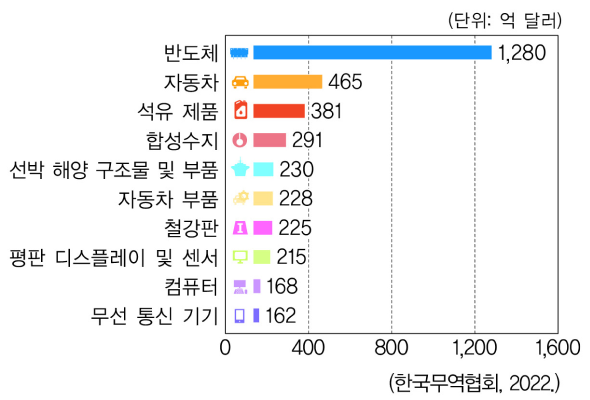 (단위: 억 달러)
반도체 1,280
자동차 465
석유 제품 381
합성수지 291
선박 해양 구조물 및 부품 230
자동차 부품 228
철강판 225
평판 디스플레이 및 센서 215
컴퓨터 168
무선 통신 기기 162
0 400 800 1,200 1,600
(한국무역협회, 2022.)